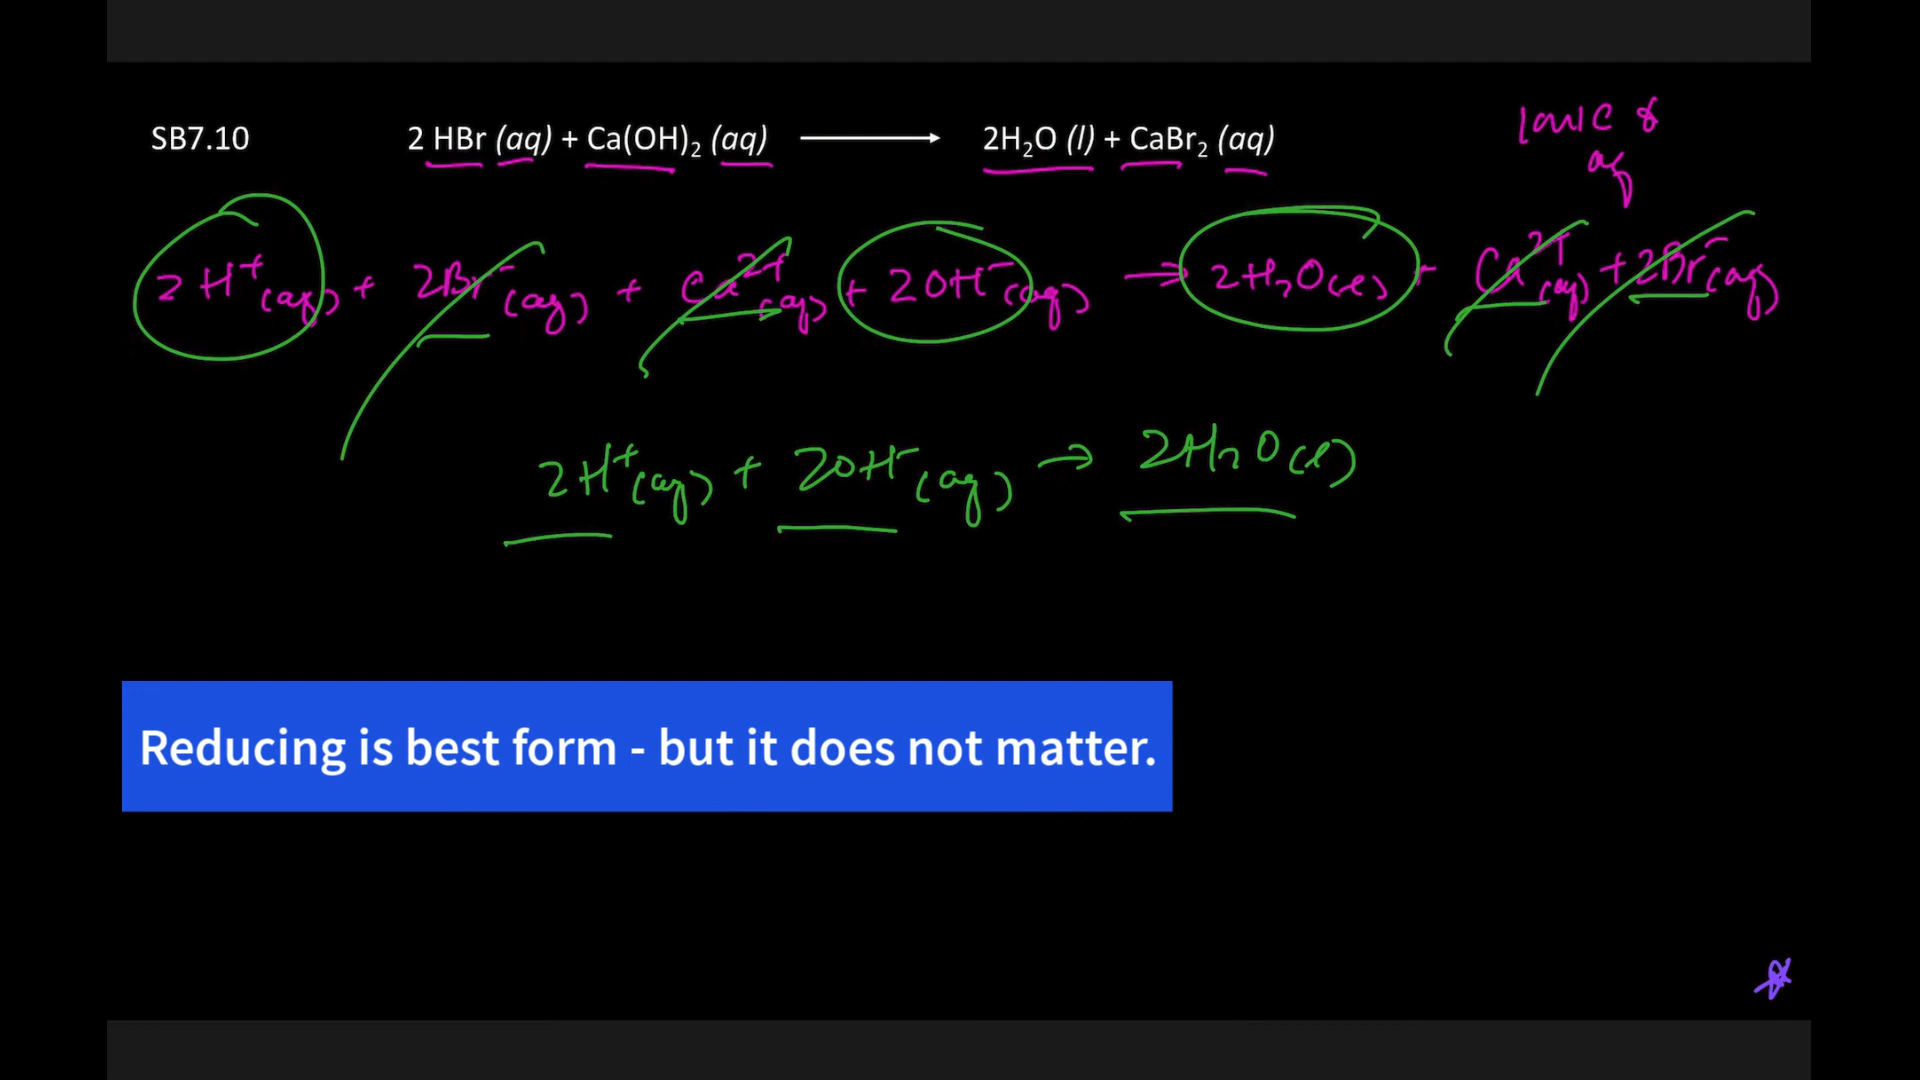 SB7.10 2 HBr (aq) + Ca(OH)₂ (aq) ⟶ 2H₂O (l) + CaBr₂ (aq)
Ionic &
aq
2H⁺(aq) + 2Br⁻(aq) + Ca²⁺(aq) + 2OH⁻(aq) → 2H₂O(l) + Ca²⁺(aq) + 2Br⁻(aq)
2H⁺(aq) + 2OH⁻(aq) → 2H₂O(l)
Reducing is best form - but it does not matter.